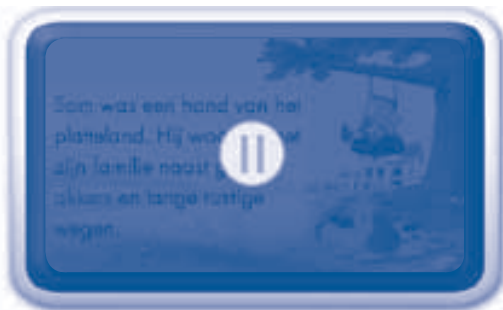 Sam was een hond van het
platteland. Hij
zijn familie naast
akkers en lange rustige
wegen.